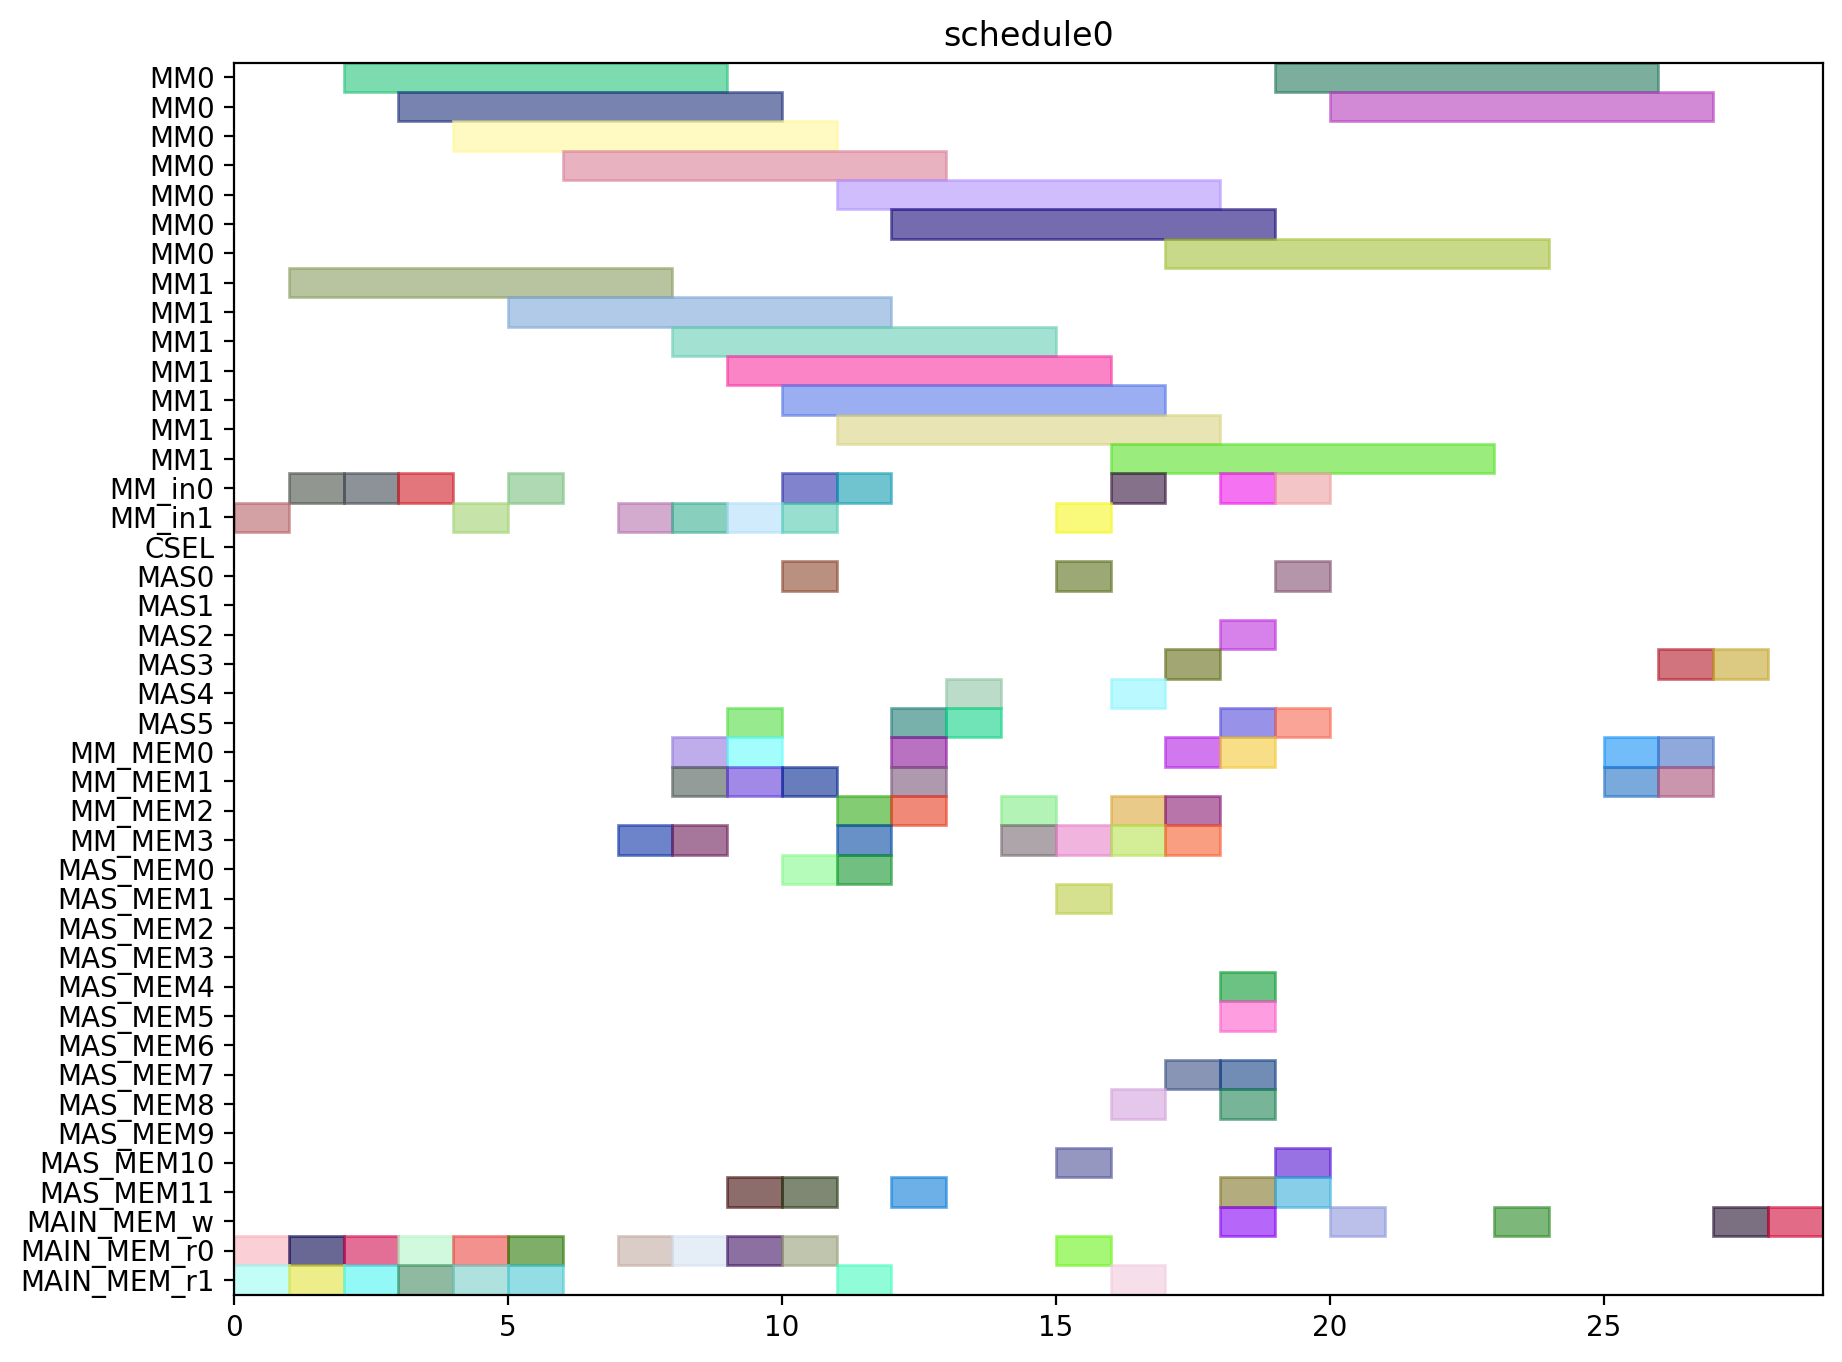 schedule0
MM0
MM0
MM0
MM0
MM0
MM0
MM0
MM1
MM1
MM1
MM1
MM1
MM1
MM1
MM_in0
MM_in1
CSEL
MAS0
MAS1
MAS2
MAS3
MAS4
MAS5
MM_MEM0
MM_MEM1
MM_MEM2
MM_MEM3
MAS_MEM0
MAS_MEM1
MAS_MEM2
MAS_MEM3
MAS_MEM4
MAS_MEM5
MAS_MEM6
MAS_MEM7
MAS_MEM8
MAS_MEM9
MAS_MEM10
MAS_MEM11
MAIN_MEM_w
MAIN_MEM_r0
MAIN_MEM_r1
0 5 10 15 20 25